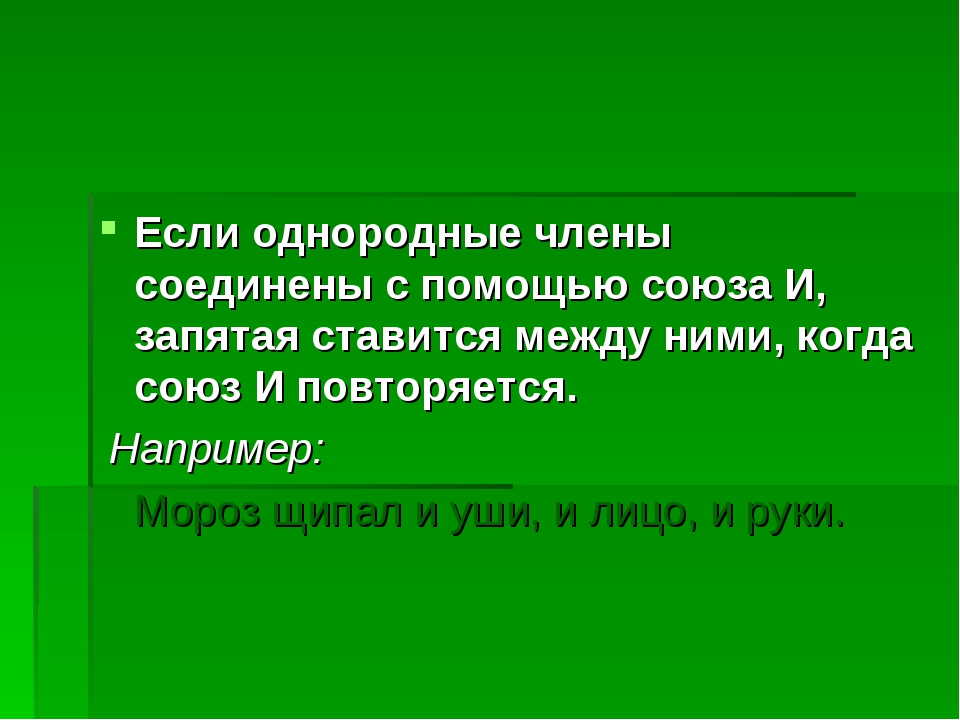 Если однородные члены
соединены с помощью союза И,
запятая ставится между ними, когда
союз И повторяется.
Например:
Мороз щипал и уши, и лицо, и руки.